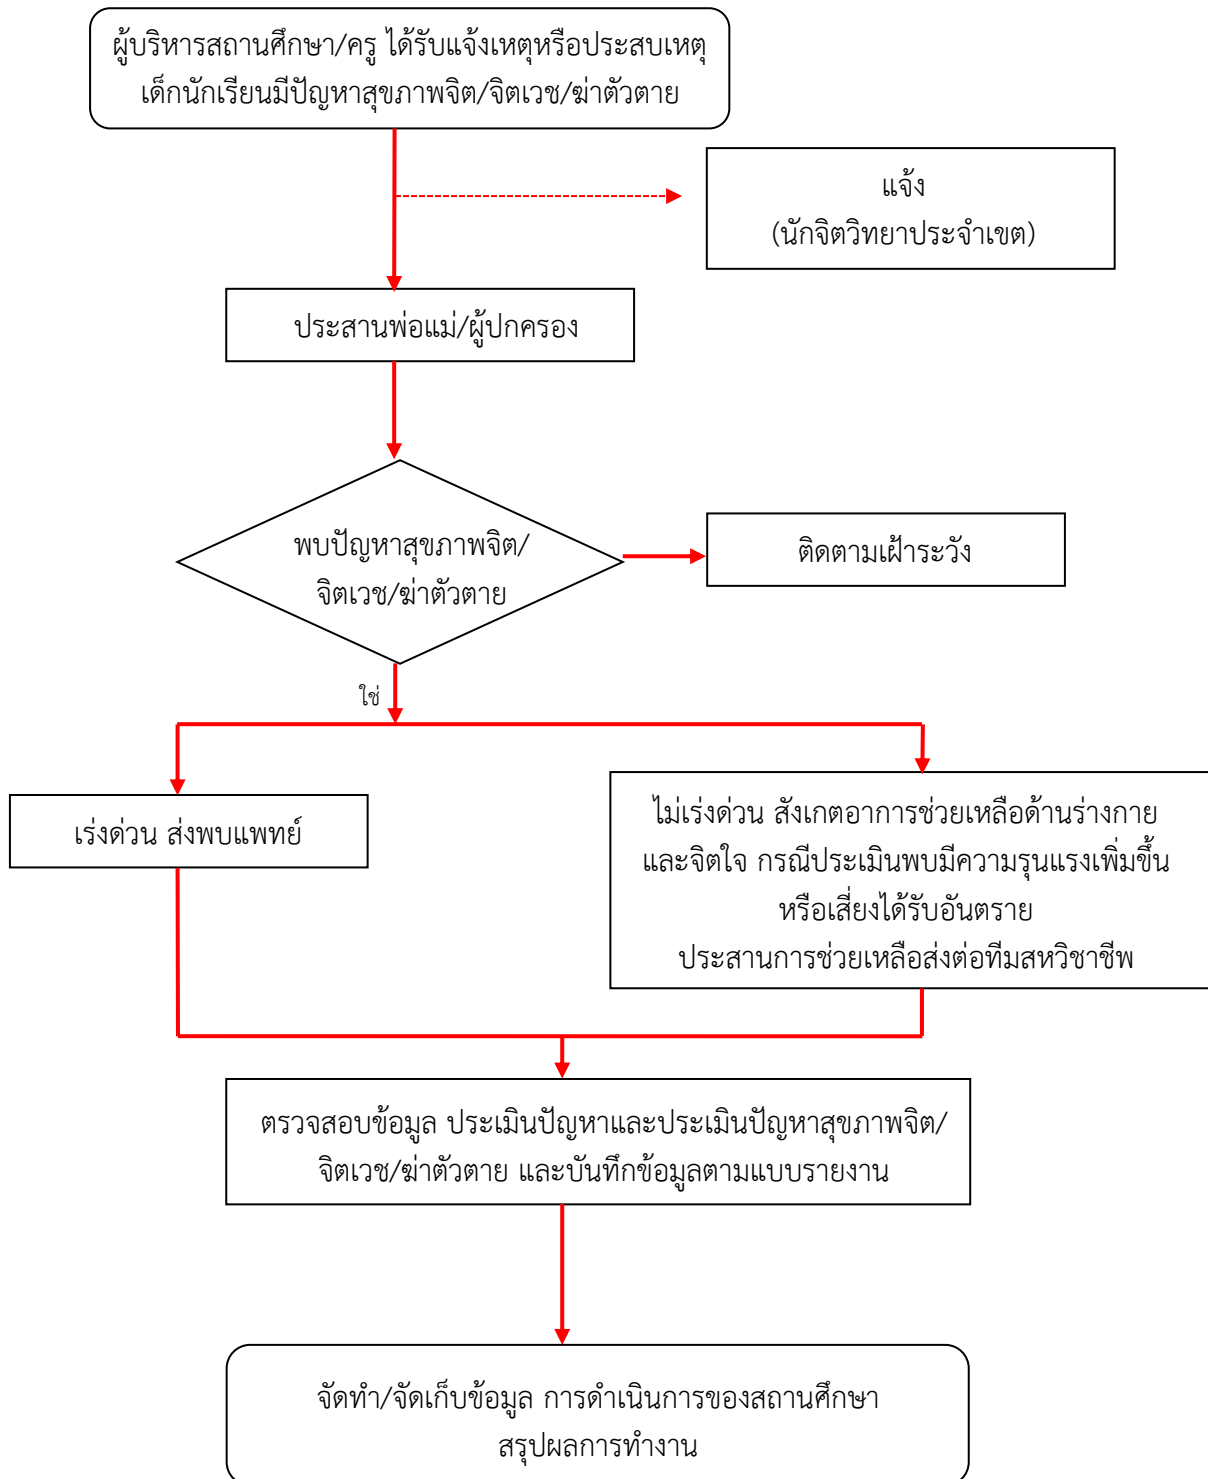 ผู้บริหารสถานศึกษา/ครู ได้รับแจ้งเหตุหรือประสบเหตุ
เด็กนักเรียนมีปัญหาสุขภาพจิต/จิตเวช/ฆ่าตัวตาย
แจ้ง
(นักจิตวิทยาประจำเขต)
ประสานพ่อแม่/ผู้ปกครอง
พบปัญหาสุขภาพจิต/
จิตเวช/ฆ่าตัวตาย
ติดตามเฝ้าระวัง
ใช่
เร่งด่วน ส่งพบแพทย์
ไม่เร่งด่วน สังเกตอาการช่วยเหลือด้านร่างกาย
และจิตใจ กรณีประเมินพบมีความรุนแรงเพิ่มขึ้น
หรือเสี่ยงได้รับอันตราย
ประสานการช่วยเหลือส่งต่อทีมสหวิชาชีพ
ตรวจสอบข้อมูล ประเมินปัญหาและประเมินปัญหาสุขภาพจิต/
จิตเวช/ฆ่าตัวตาย และบันทึกข้อมูลตามแบบรายงาน
จัดทำ/จัดเก็บข้อมูล การดำเนินการของสถานศึกษา
สรุปผลการทำงาน